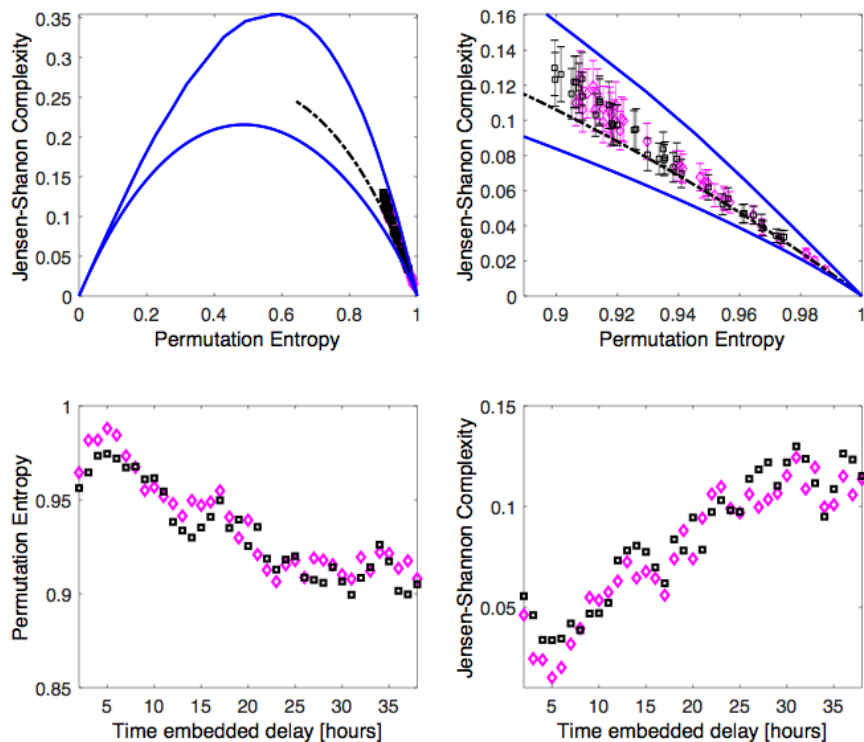 0.35
0.3
0.25
0.2
0.15
0.1
0.05
0
Jensen-Shanon Complexity
0 0.2 0.4 0.6 0.8 1
Permutation Entropy
0.16
0.14
0.12
0.1
0.08
0.06
0.04
0.02
0
Jensen-Shannon Complexity
0.9 0.92 0.94 0.96 0.98 1
Permutation Entropy
1
0.95
0.9
0.85
Permutation Entropy
5 10 15 20 25 30 35
Time embedded delay [hours]
0.15
0.1
0.05
Jensen-Shannon Complexity
5 10 15 20 25 30 35
Time embedded delay [hours]